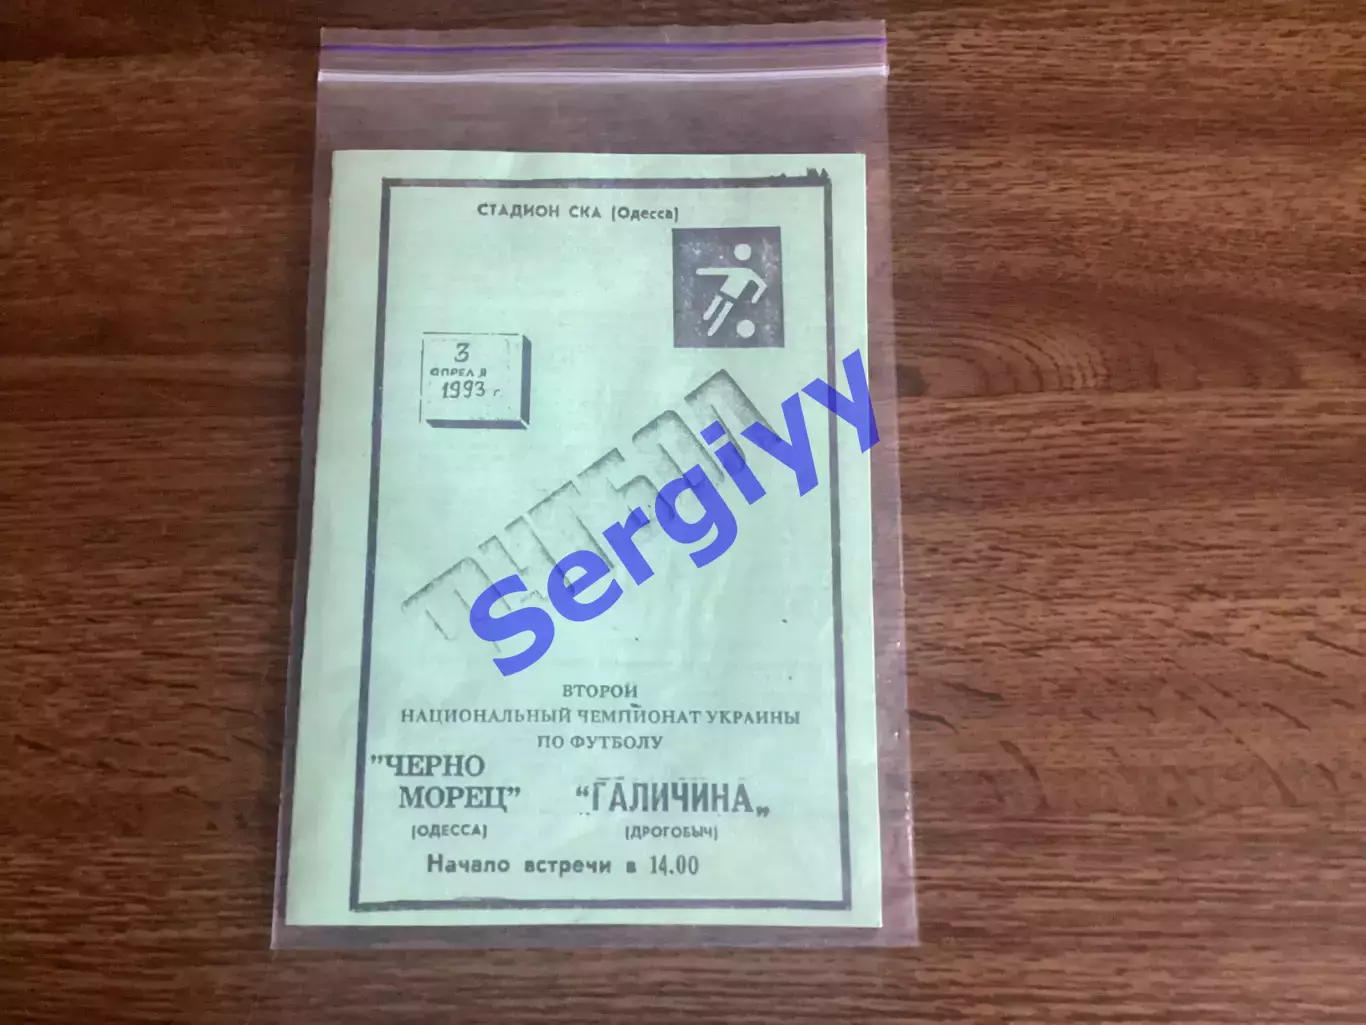 СТАДИОН СКА (Одесса)
3
АПРЕЛЯ
1993 г.
ФУТБОЛ
Sergiyy
ВТОРОЙ
НАЦИОНАЛЬНЫЙ ЧЕМПИОНАТ УКРАИНЫ
ПО ФУТБОЛУ
"ЧЕРНО
МОРЕЦ"
(ОДЕССА)
"ГАЛИЧИНА„
(ДРОГОБЫЧ)
Начало встречи в 14.00